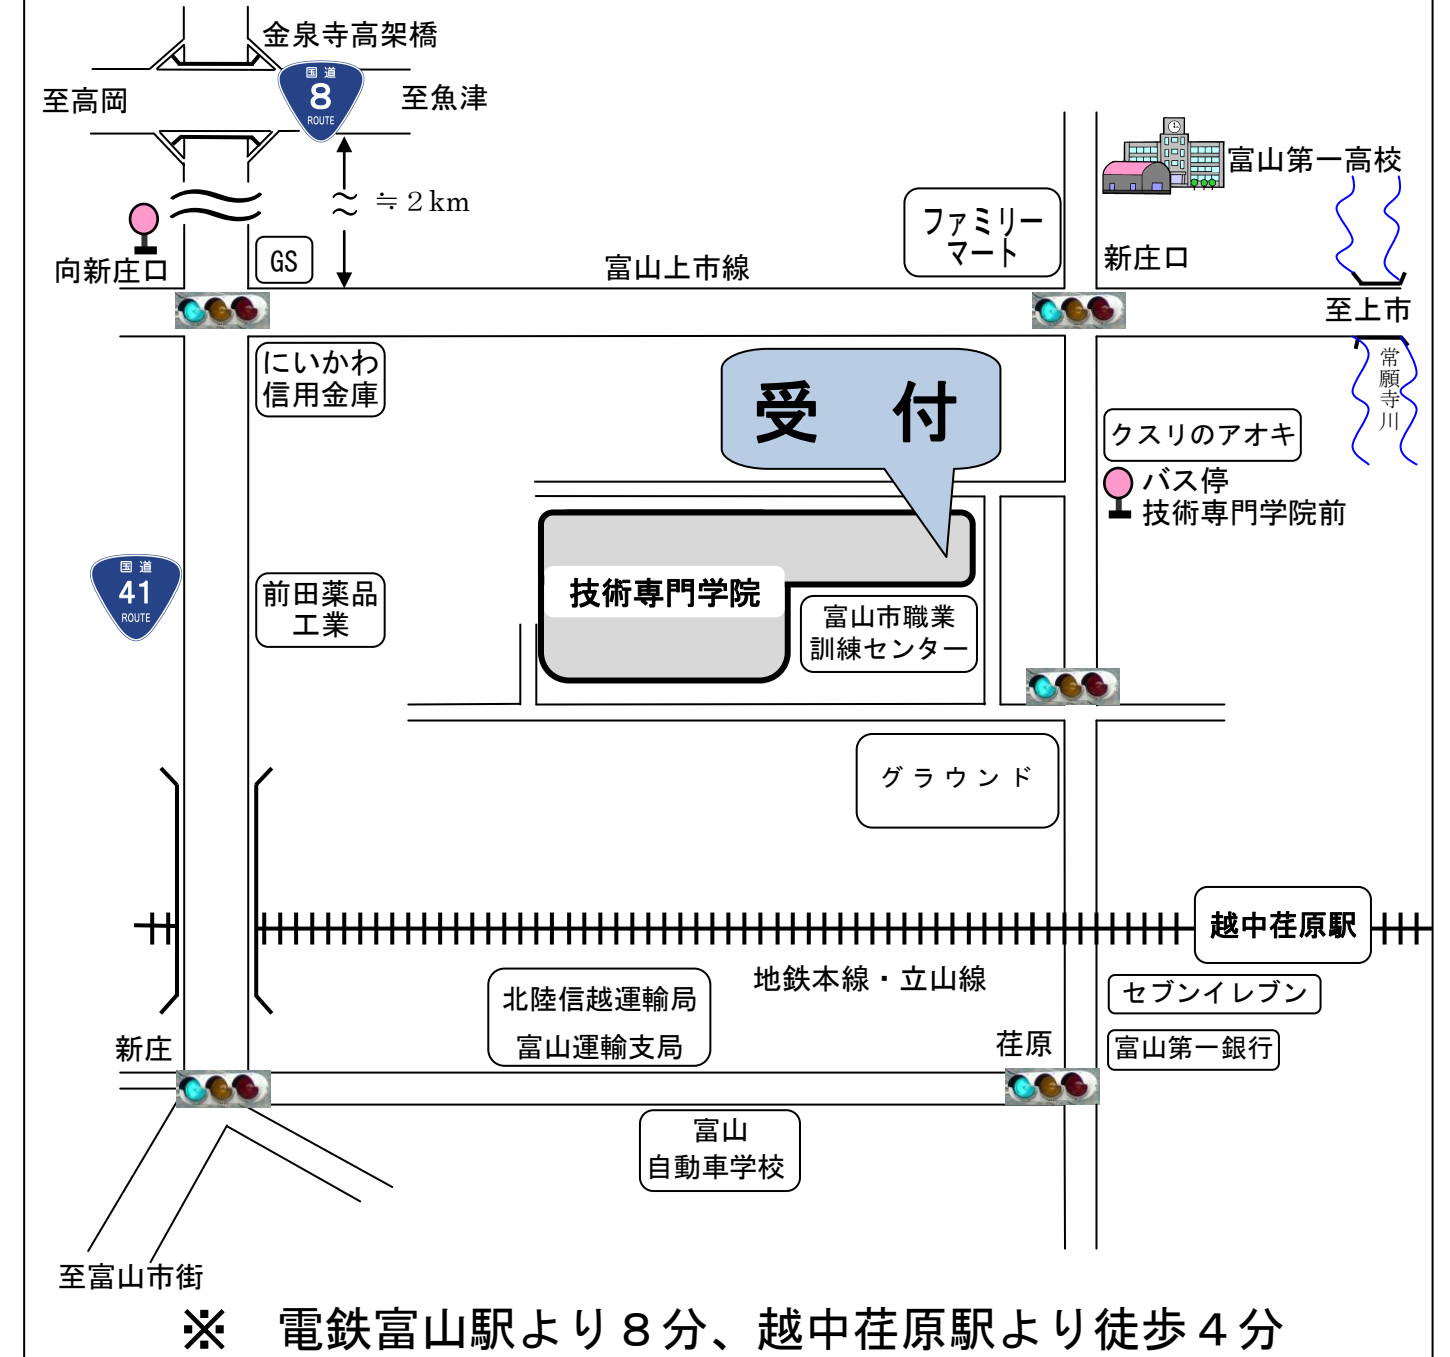 金泉寺高架橋
国道
8
ROUTE
至高岡
至魚津
≒２km
富山第一高校
ファミリー
マート
向新庄口
GS
富山上市線
新庄口
至上市
にいかわ
信用金庫
受　付
常願寺川
クスリのアオキ
バス停
技術専門学院前
国道
41
ROUTE
前田薬品
工業
技術専門学院
富山市職業
訓練センター
グラウンド
越中荏原駅
地鉄本線・立山線
北陸信越運輸局
富山運輸支局
セブンイレブン
新庄
荏原
富山第一銀行
富山
自動車学校
至富山市街
※　電鉄富山駅より８分、越中荏原駅より徒歩４分